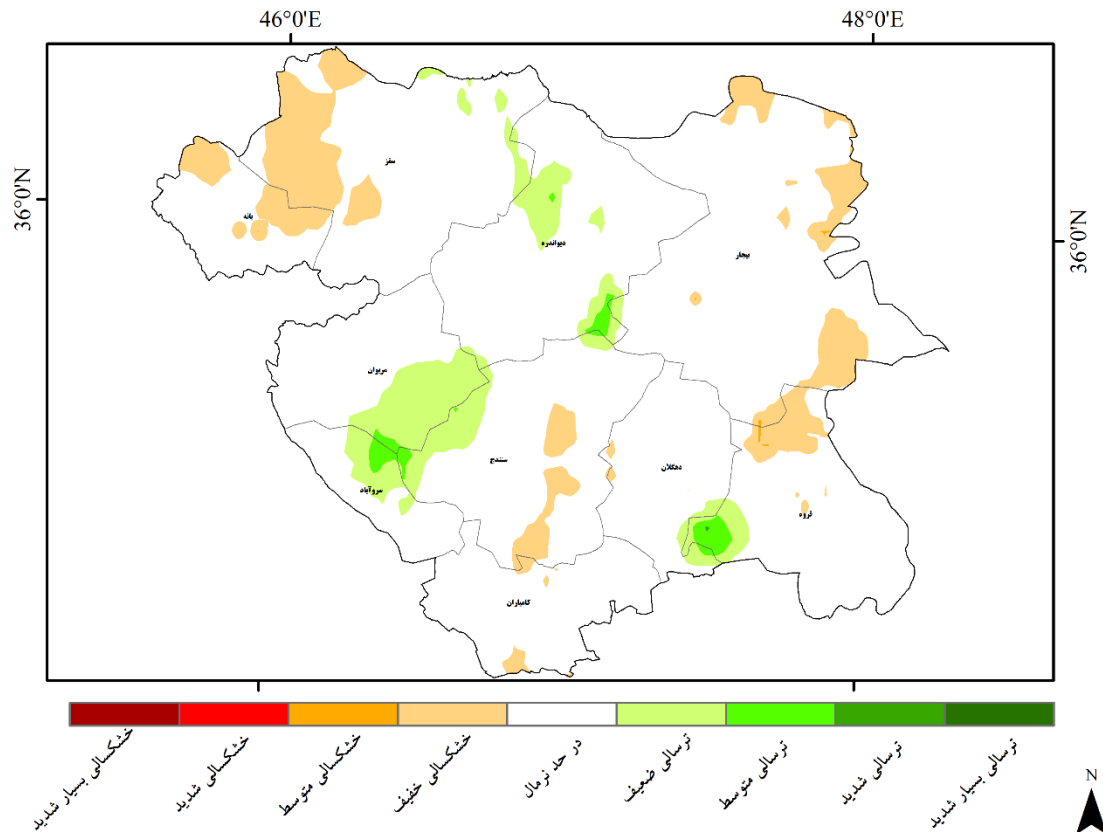 46°0'E
48°0'E
36°0'N
36°0'N
سقز
بانه
دیواندره
بیجار
مریوان
سنندج
دهگلان
سروآباد
قروه
کامیاران
خشکسالی بسیار شدید
خشکسالی شدید
خشکسالی متوسط
خشکسالی خفیف
در حد نرمال
ترسالی ضعیف
ترسالی متوسط
ترسالی شدید
ترسالی بسیار شدید
N